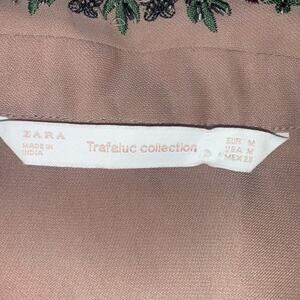 ZARA
MADE IN
INDIA
Trafaluc collection
EUR M
USA M
MEX 28